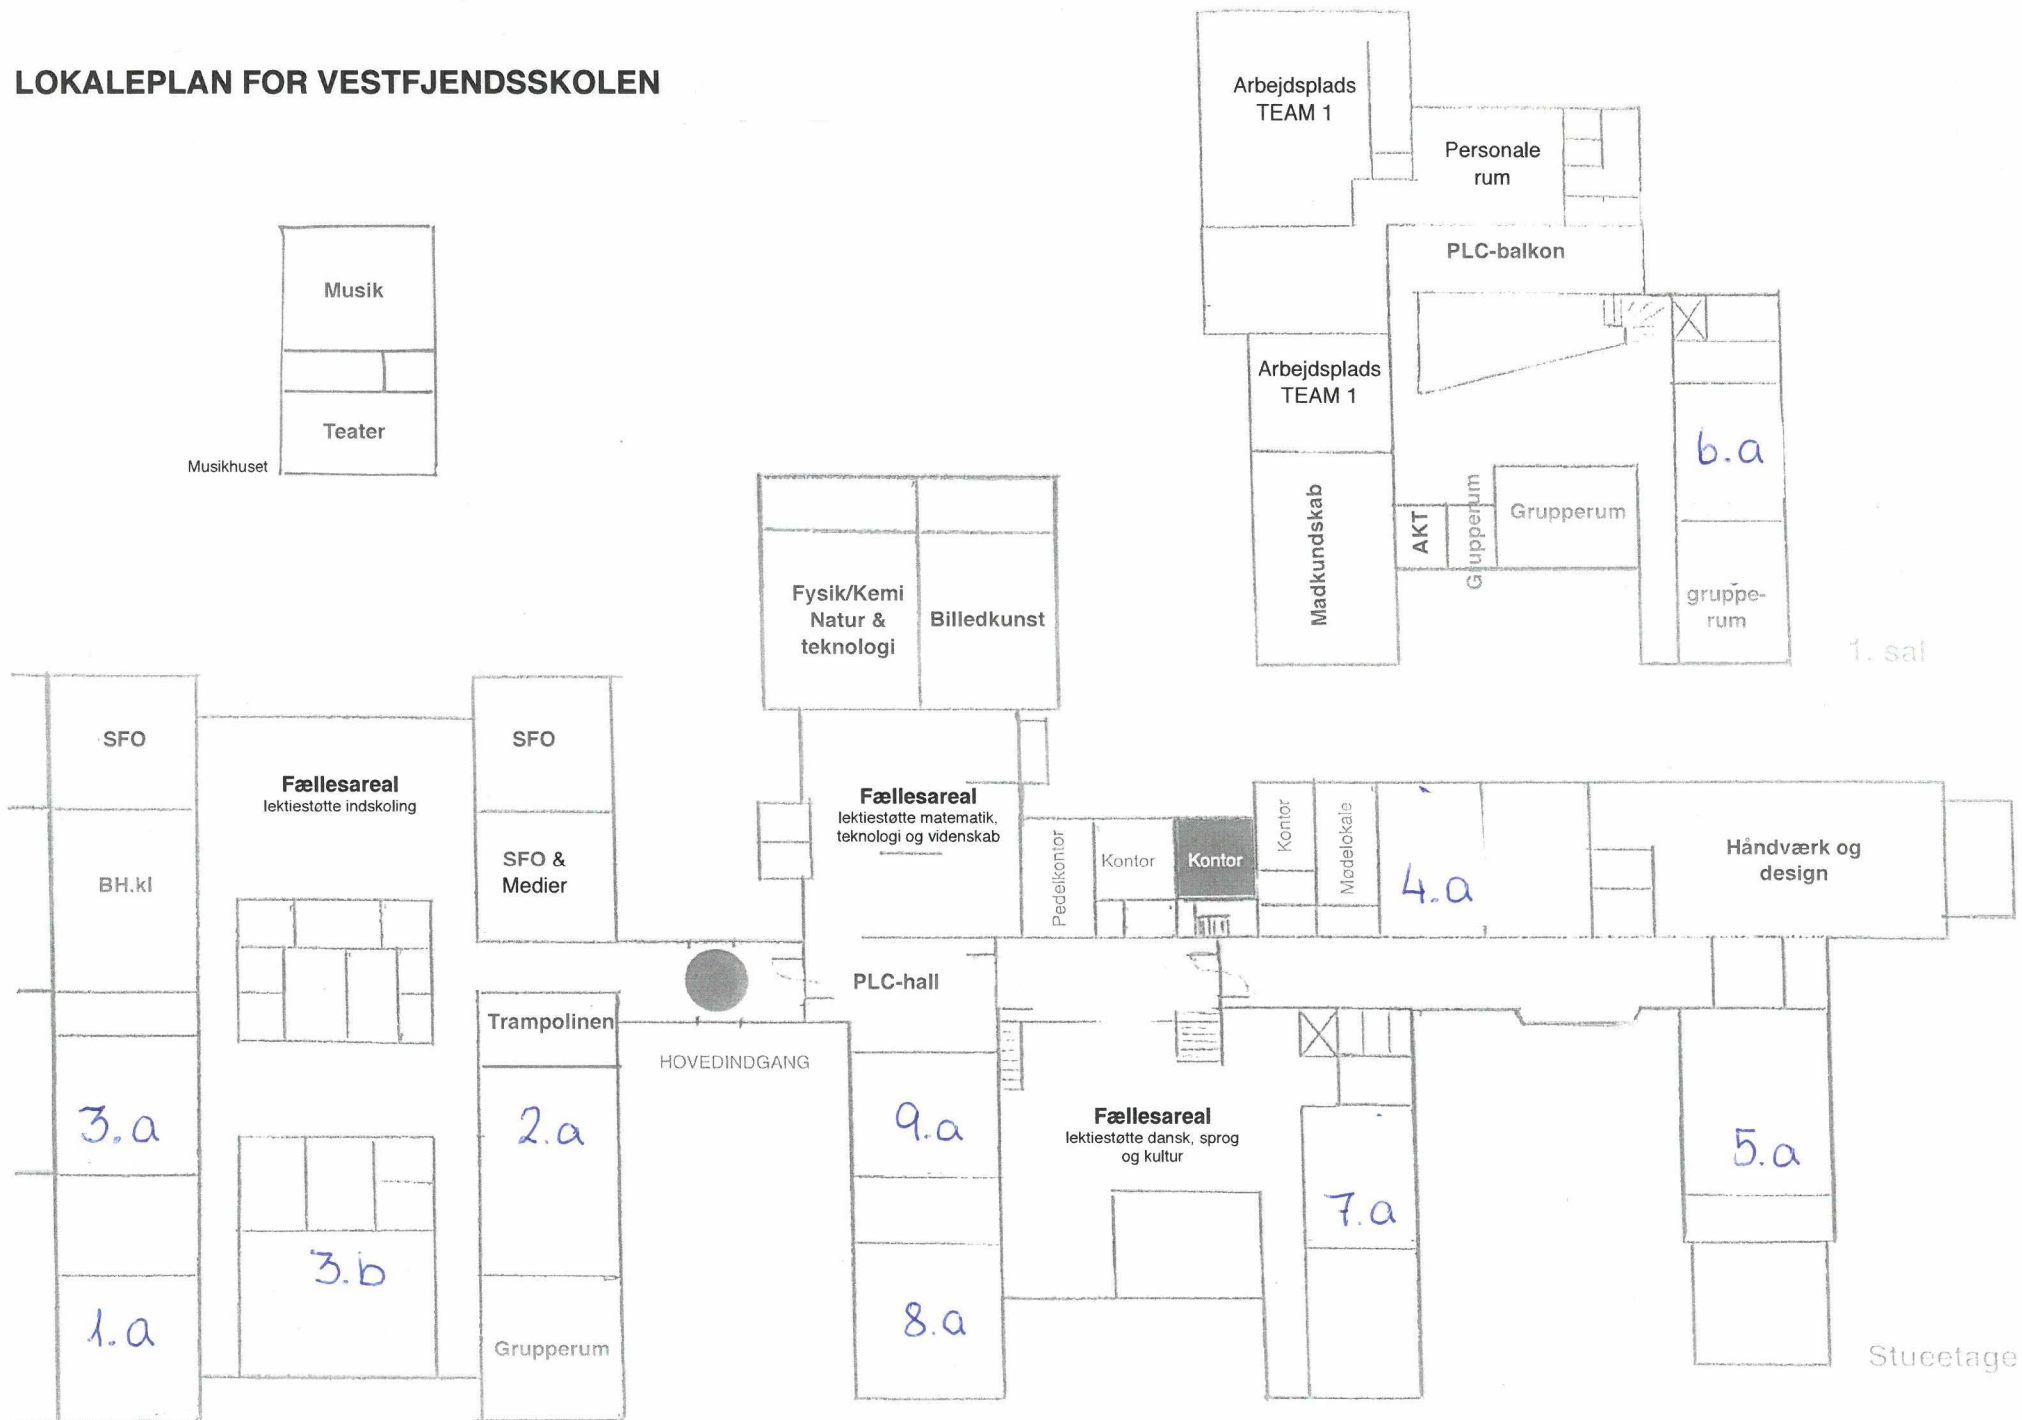 LOKALEPLAN FOR VESTFJENDSSKOLEN
Arbejdsplads
TEAM 1
Personale
rum
PLC-balkon
Arbejdsplads
TEAM 1
6.a
Madkundskab
AKT
Grupperum
Grupperum
gruppe-
rum
1. sal
Musik
Teater
Musikhuset
Fysik/Kemi
Natur &
teknologi
Billedkunst
SFO
BH.kl
3.a
1.a
Fællesareal
lektiestøtte indskoling
3.b
SFO
SFO &
Medier
Trampolinen
2.a
Grupperum
HOVEDINDGANG
Fællesareal
lektiestøtte matematik,
teknologi og videnskab
PLC-hall
9.a
8.a
Pedelkontor
Kontor
Kontor
Kontor
Mødelokale
4.a
Håndværk og
design
Fællesareal
lektiestøtte dansk, sprog
og kultur
7.a
5.a
Stueetage